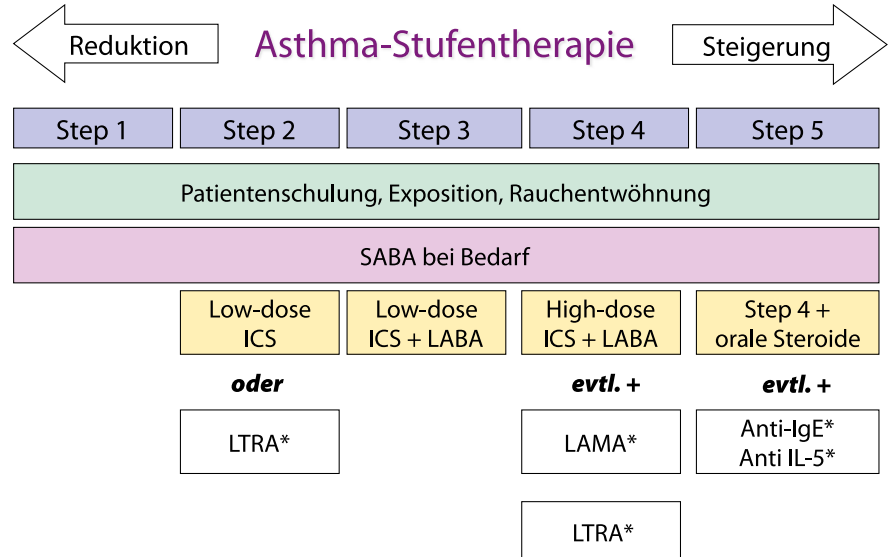 Reduktion
Asthma-Stufentherapie
Steigerung
Step 1
Step 2
Step 3
Step 4
Step 5
Patientenschulung, Exposition, Rauchentwöhnung
SABA bei Bedarf
Low-dose
ICS
Low-dose
ICS + LABA
High-dose
ICS + LABA
Step 4 +
orale Steroide
oder
evtl. +
evtl. +
LTRA*
LAMA*
Anti-IgE*
Anti IL-5*
LTRA*